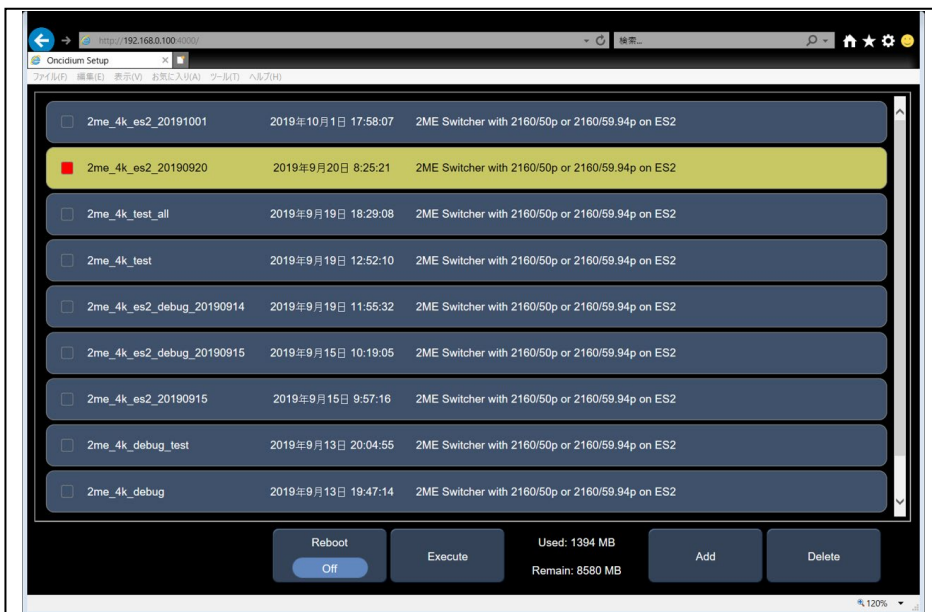 http://192.168.0.100:4000/ 検索...
Oncidium Setup
ファイル(F) 編集(E) 表示(V) お気に入り(A) ツール(T) ヘルプ(H)
2me_4k_es2_20191001 2019年10月1日 17:58:07 2ME Switcher with 2160/50p or 2160/59.94p on ES2
2me_4k_es2_20190920 2019年9月20日 8:25:21 2ME Switcher with 2160/50p or 2160/59.94p on ES2
2me_4k_test_all 2019年9月19日 18:29:08 2ME Switcher with 2160/50p or 2160/59.94p on ES2
2me_4k_test 2019年9月19日 12:52:10 2ME Switcher with 2160/50p or 2160/59.94p on ES2
2me_4k_es2_debug_20190914 2019年9月19日 11:55:32 2ME Switcher with 2160/50p or 2160/59.94p on ES2
2me_4k_es2_debug_20190915 2019年9月15日 10:19:05 2ME Switcher with 2160/50p or 2160/59.94p on ES2
2me_4k_es2_20190915 2019年9月15日 9:57:16 2ME Switcher with 2160/50p or 2160/59.94p on ES2
2me_4k_debug_test 2019年9月13日 20:04:55 2ME Switcher with 2160/50p or 2160/59.94p on ES2
2me_4k_debug 2019年9月13日 19:47:14 2ME Switcher with 2160/50p or 2160/59.94p on ES2
Reboot
Off
Execute
Used: 1394 MB
Remain: 8580 MB
Add
Delete
120%